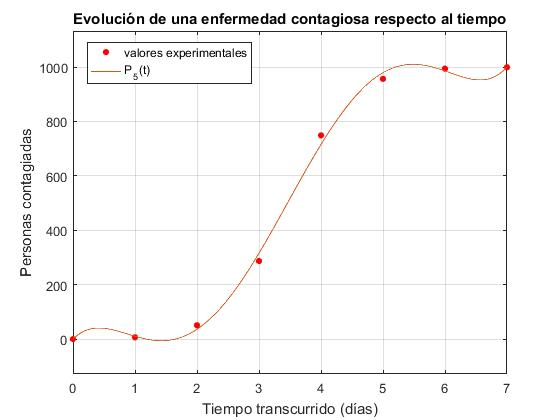 Evolución de una enfermedad contagiosa respecto al tiempo
valores experimentales
P5(t)
Personas contagiadas
1000
800
600
400
200
0
0 1 2 3 4 5 6 7
Tiempo transcurrido (días)